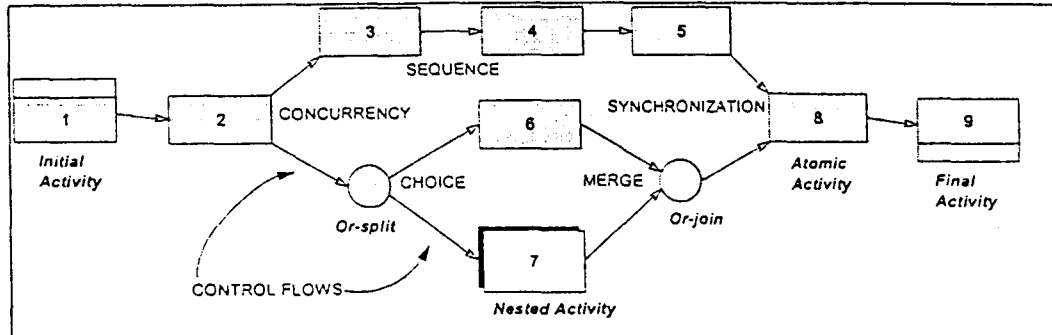 3
4
5
SEQUENCE
1
2
CONCURRENCY
6
SYNCHRONIZATION
8
9
Initial
Activity
CHOICE
MERGE
Atomic
Activity
Final
Activity
Or-split
Or-join
7
CONTROL FLOWS
Nested Activity